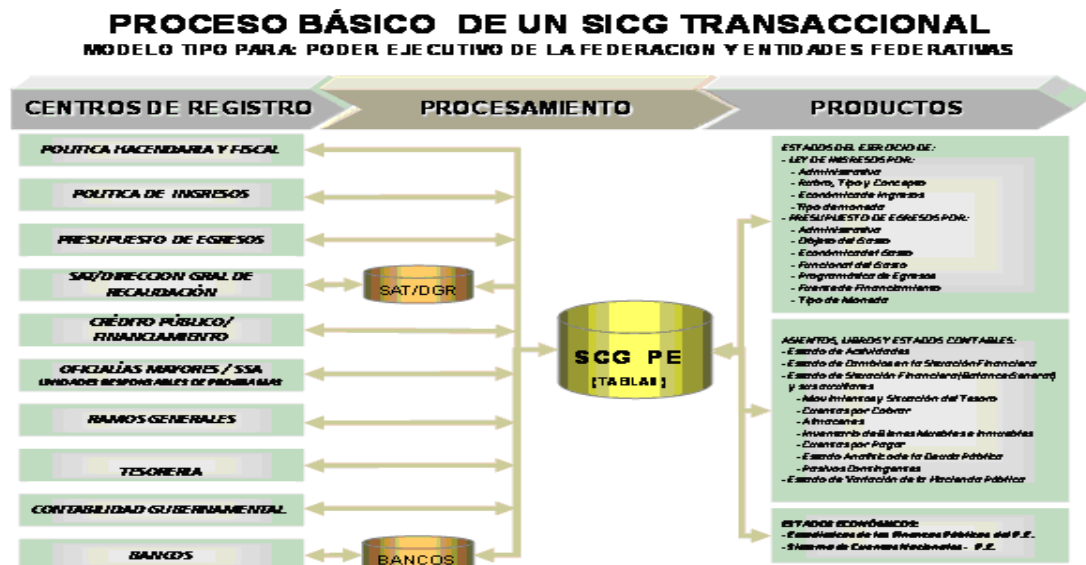 PROCESO BÁSICO DE UN SICG TRANSACCIONAL
MODELO TIPO PARA: PODER EJECUTIVO DE LA FEDERACION Y ENTIDADES FEDERATIVAS
CENTROS DE REGISTRO
PROCESAMIENTO
PRODUCTOS
POLITICA HACENDARIA Y FISCAL
POLITICA DE INGRESOS
PRESUPUESTO DE EGRESOS
SAT/DIRECCION GRAL DE
RECAUDACIÓN
CRÉDITO PÚBLICO/
FINANCIAMIENTO
OFICIALIAS MAYORES / SSA
UNIDADES RESPONSABLES DE PROGRAMAS
RAMOS GENERALES
TESORERIA
CONTABILIDAD GUBERNAMENTAL
BANCOS
SAT/DGR
BANCOS
SCG PE
(TABLAS)
ESTADOS DEL EJERCICIO DE:
- LEY DE INGRESOS POR:
- Administrativa
- Rubro, Tipo y Concepto
- Económica de Ingresos
- Tipo de moneda
- PRESUPUESTO DE EGRESOS POR:
- Administrativa
- Objeto del Gasto
- Económica del Gasto
- Funcional del Gasto
- Programática de Egresos
- Fuente de Financiamiento
- Tipo de Moneda
ASIENTOS, LIBROS Y ESTADOS CONTABLES:
- Estado de Actividades
- Estado de Cambios en la Situación Financiera
- Estado de Situación Financiera (Balance General)
y sus auxiliares
- Movimientos y Situación del Tesoro
- Cuentas por Cobrar
- Almacenes
- Inventario de Bienes Muebles e Inmuebles
- Cuentas por Pagar
- Estado Analítico de la Deuda Pública
- Pasivos Contingentes
- Estado de Variación de la Hacienda Pública
ESTADOS ECONÓMICOS:
- Estadísticas de las Finanzas Públicas del P.E.
- Sistema de Cuentas Nacionales - P.E.